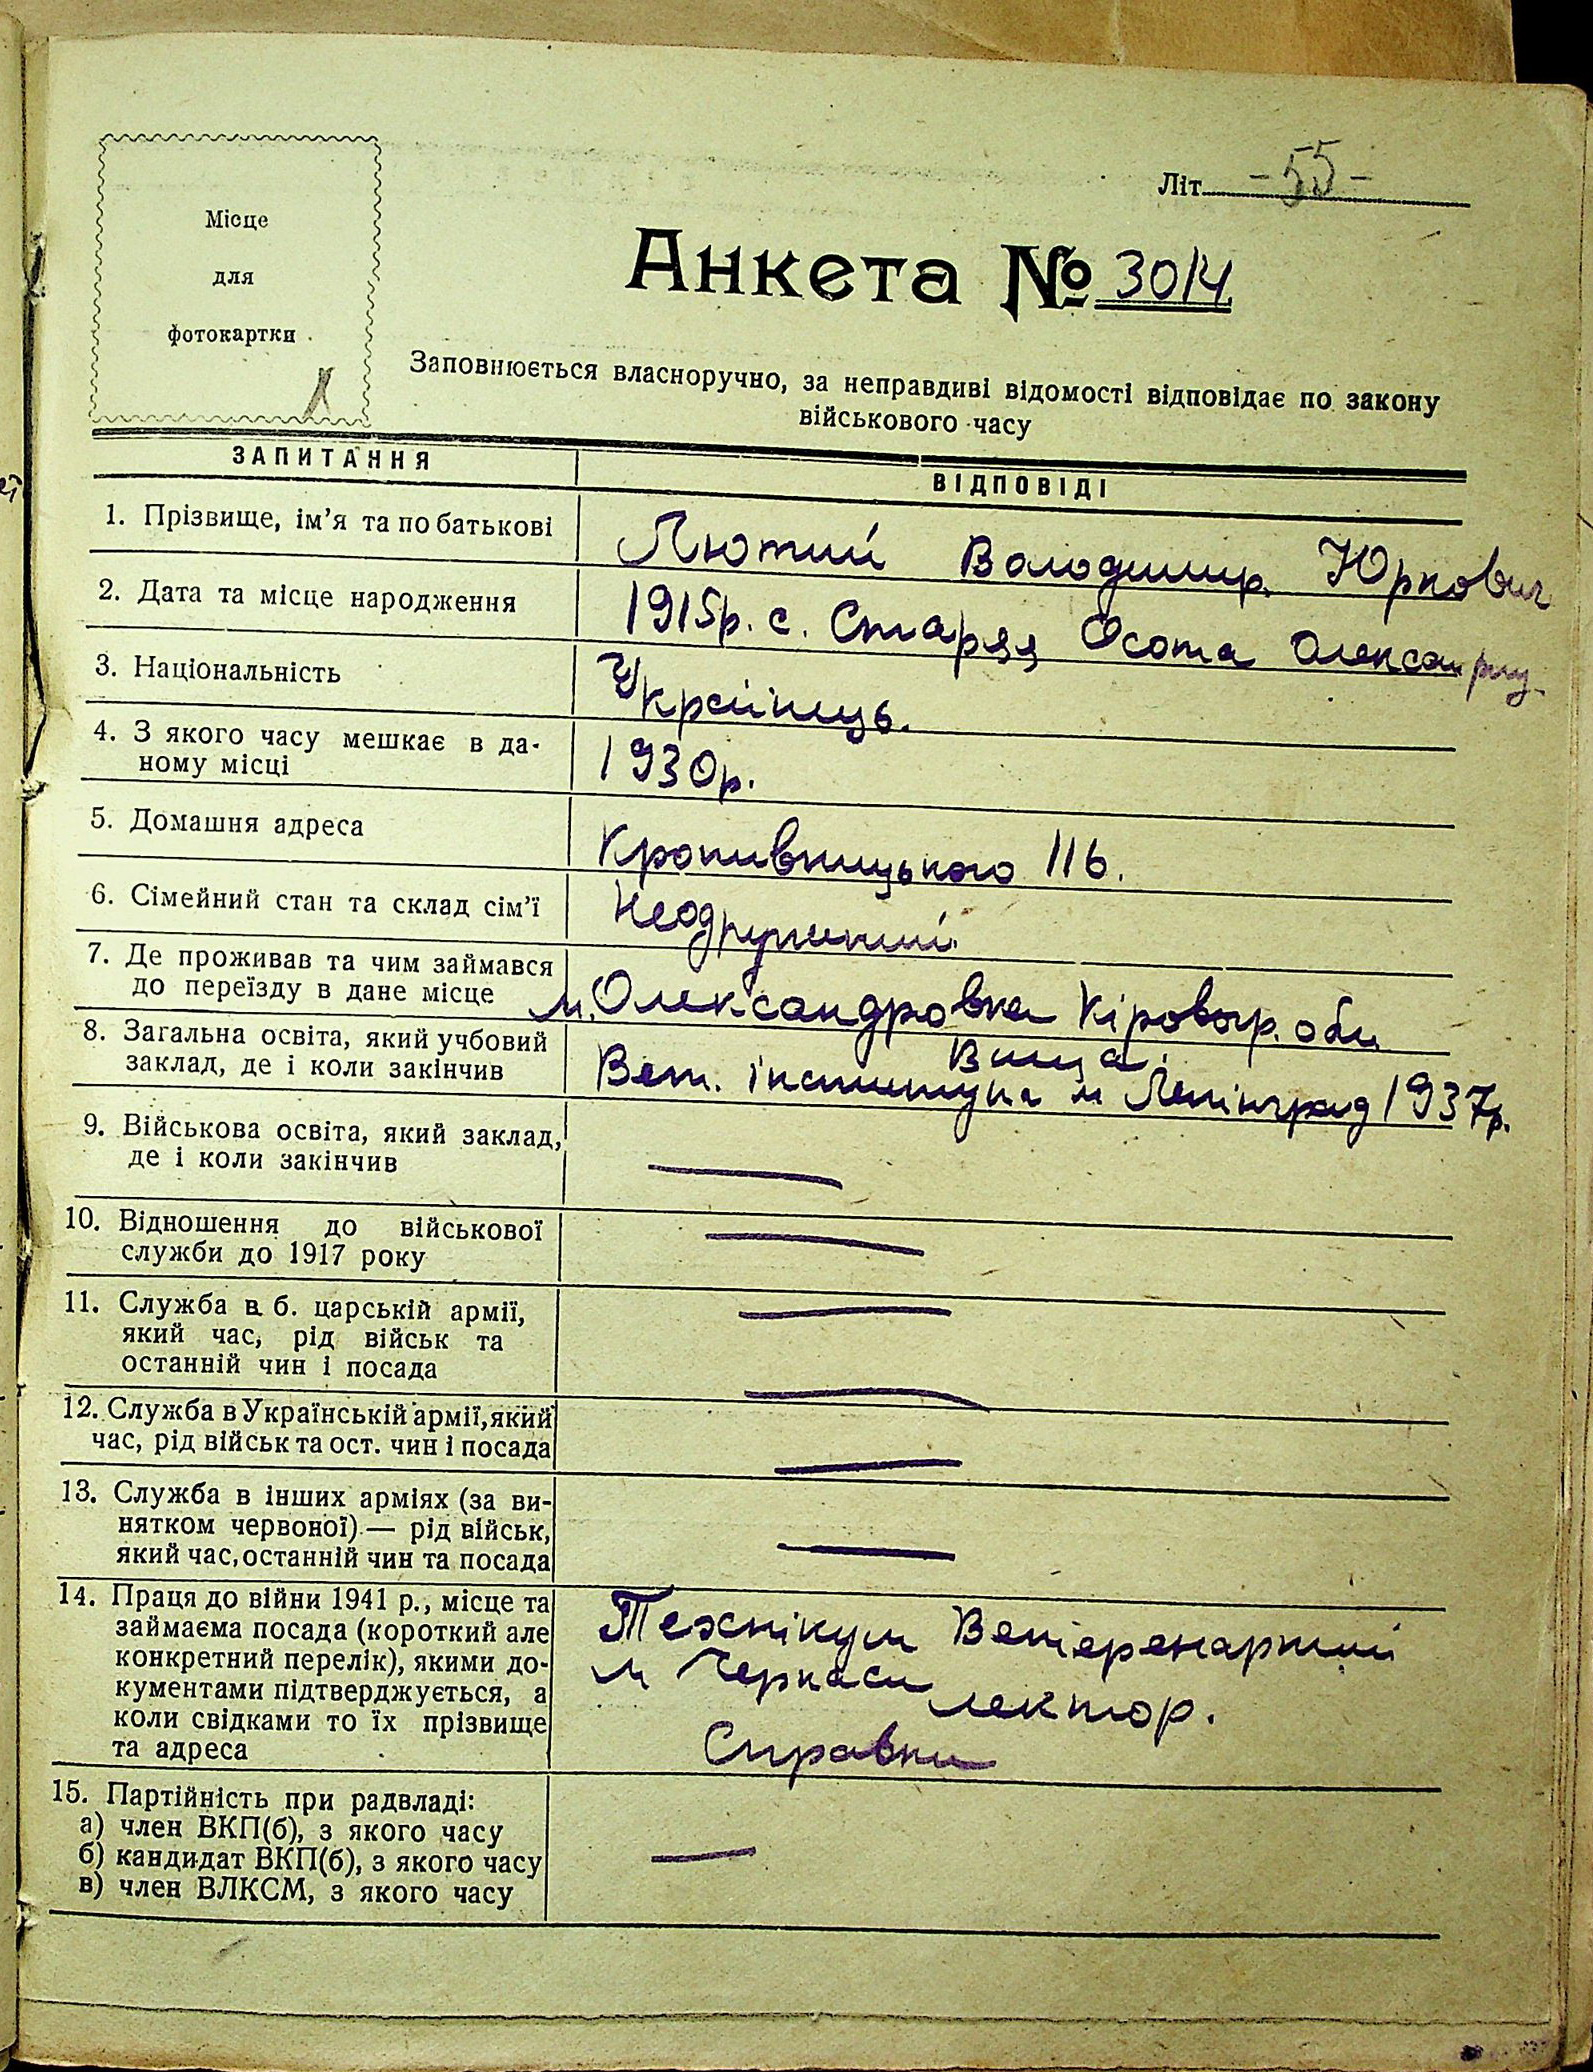 Місце
для
фотокартки
Літ. -55-
Анкета № 3014
Заповнюється власноручно, за неправдиві відомості відповідає по закону
військового часу
ЗАПИТАННЯ
ВІДПОВІДІ
1. Прізвище, ім'я та по батькові
Лютий Володимир Юркович
2. Дата та місце народження
1915р. с. Стара Осота
3. Національність
Українець.
4. З якого часу мешкає в да-
ному місці
1930р.
5. Домашня адреса
Кропивницького 116.
6. Сімейний стан та склад сім'ї
Неодружений
7. Де проживав та чим займався
до переїзду в дане місце
м. Олександровка Кіровогр. обл.
8. Загальна освіта, який учбовий
заклад, де і коли закінчив
Вища
Вет. інститут м Ленінград 1937р.
9. Військова освіта, який заклад,
де і коли закінчив
—
10. Відношення до військової
служби до 1917 року
—
11. Служба в б. царській армії,
який час, рід військ та
останній чин і посада
—
—
12. Служба в Українській армії, який
час, рід військ та ост. чин і посада
—
13. Служба в інших арміях (за ви-
нятком червоної) — рід військ,
який час, останній чин та посада
—
14. Праця до війни 1941 р., місце та
займаєма посада (короткий але
конкретний перелік), якими до-
кументами підтверджується, а
коли свідками то їх прізвище
та адреса
Технікум Ветеренарний
м Черкаси лектор.
Справки
15. Партійність при радвладі:
а) член ВКП(б), з якого часу
б) кандидат ВКП(б), з якого часу
в) член ВЛКСМ, з якого часу
—